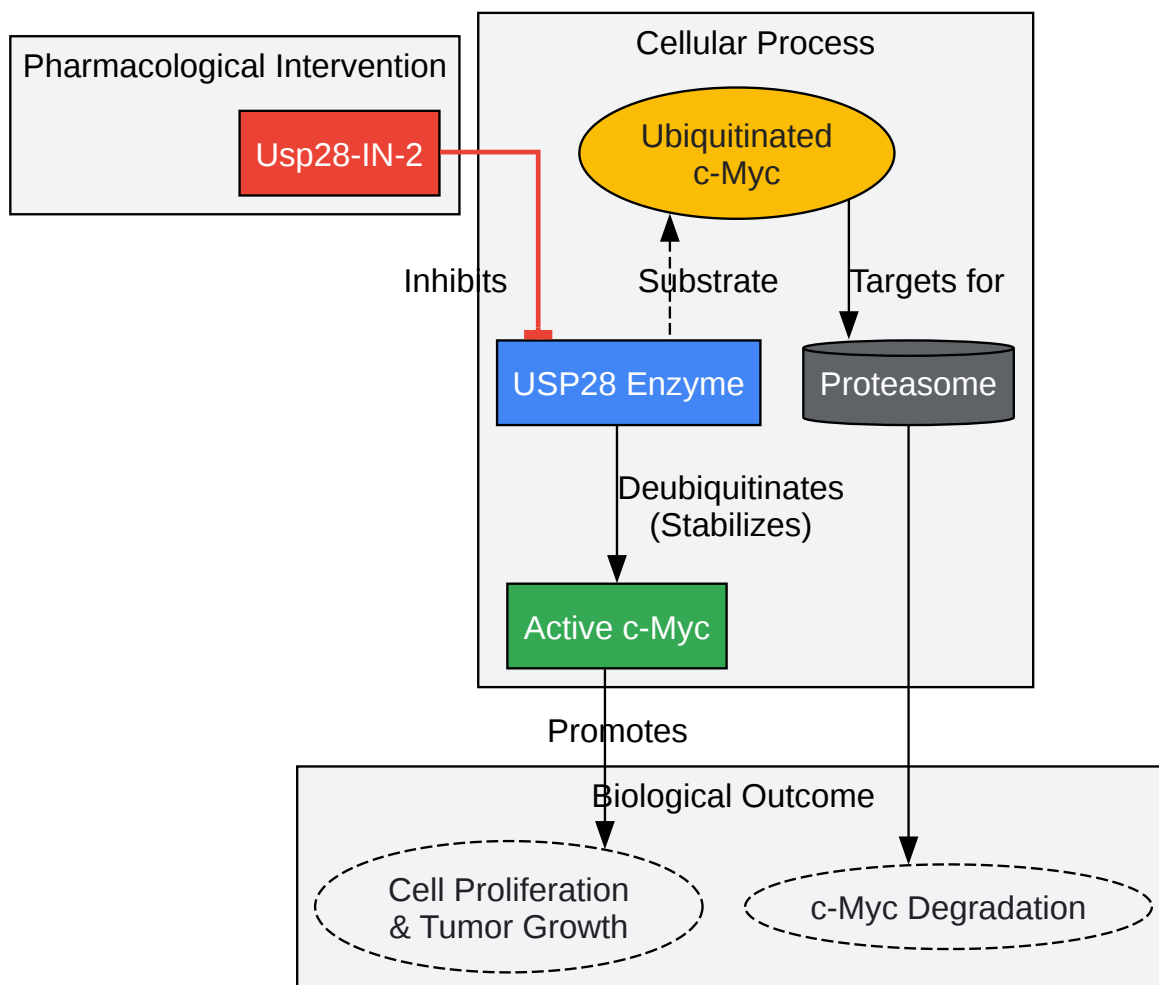 Cellular Process
Pharmacological Intervention
Usp28-IN-2
Ubiquitinated
c-Myc
Inhibits
Substrate
Targets for
USP28 Enzyme
Proteasome
Deubiquitinates
(Stabilizes)
Active c-Myc
Promotes
Biological Outcome
Cell Proliferation
& Tumor Growth
c-Myc Degradation